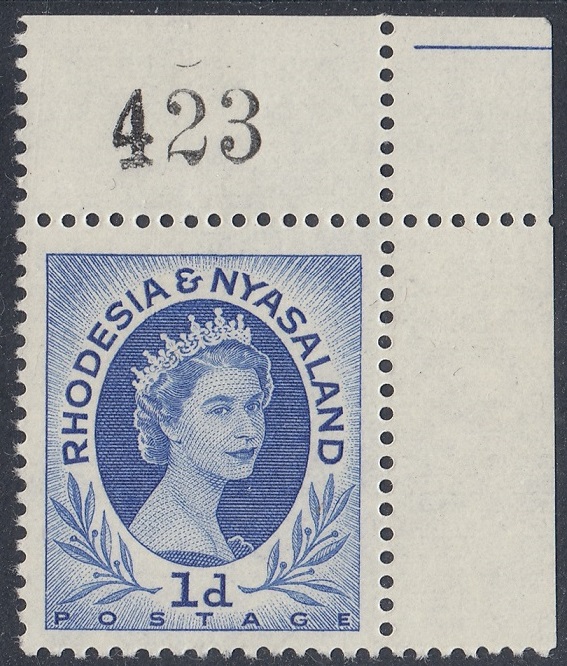 423
RHODESIA & NYASALAND
1d
POSTAGE